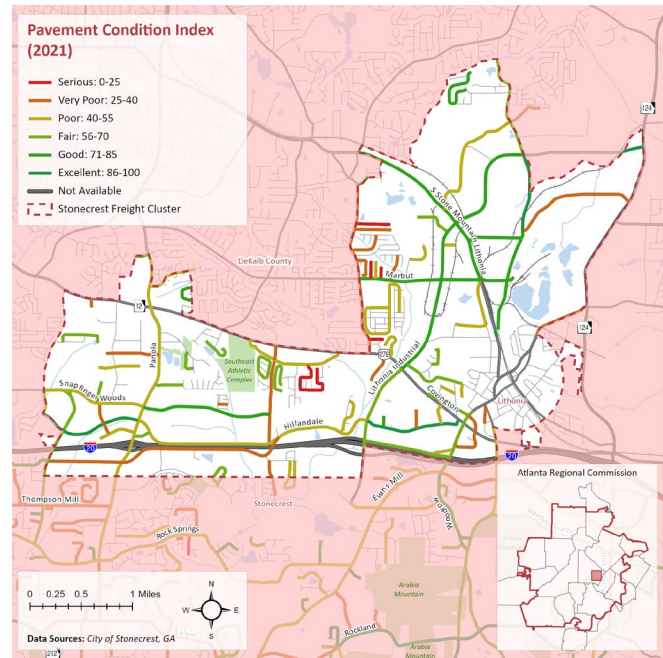 Pavement Condition Index
(2021)
Serious: 0-25
Very Poor: 25-40
Poor: 40-55
Fair: 56-70
Good: 71-85
Excellent: 86-100
Not Available
Stonecrest Freight Cluster
124
S Stone Mountain Lithonia
DeKalb County
Marbut
12
124
278
Panola
Southeast
Athletic
Complex
Lithonia Industrial
Snapfinger Woods
Covington
Lithonia
Hillandale
20
20
Thompson Mill
Stonecrest
Evans Mill
Woodrow
Rock Springs
Arabia
Mountain
Rockland
Arabia
Mountain
Atlanta Regional Commission
0 0.25 0.5 1 Miles
N
W E
S
Data Sources: City of Stonecrest, GA
212